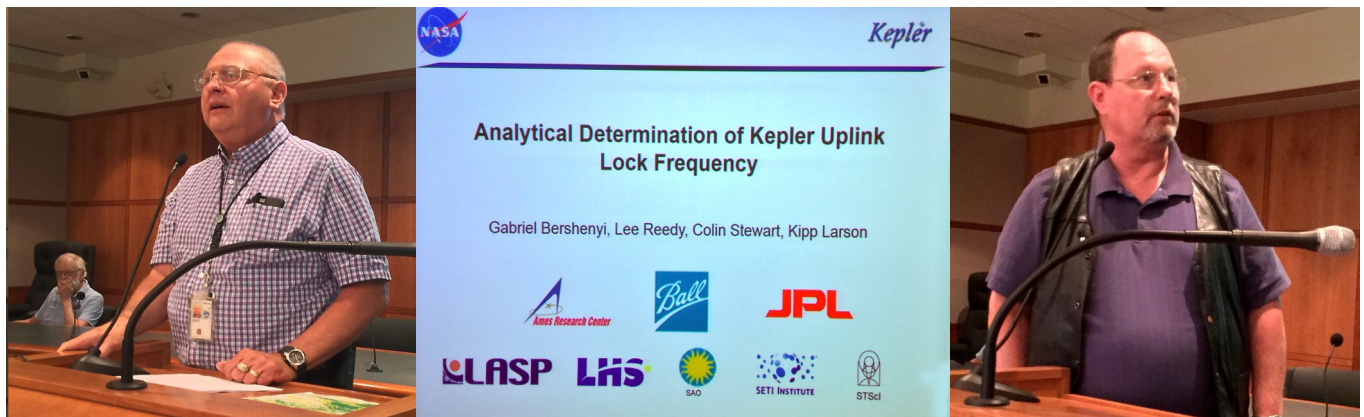 NASA
Kepler
Analytical Determination of Kepler Uplink
Lock Frequency
Gabriel Bershenyi, Lee Reedy, Colin Stewart, Kipp Larson
Ames Research Center
Ball
JPL
LASP
LHS
SAO
SETI INSTITUTE
STScI